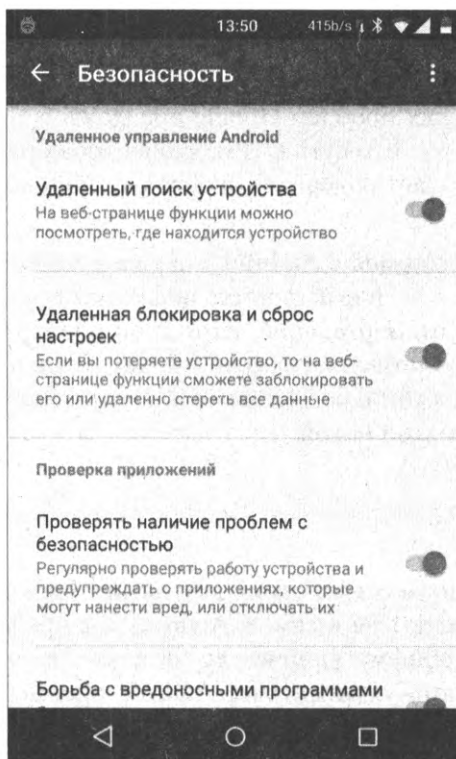 13:50 415b/s
Безопасность
Удаленное управление Android
Удаленный поиск устройства
На веб-странице функции можно
посмотреть, где находится устройство
Удаленная блокировка и сброс
настроек
Если вы потеряете устройство, то на веб-
странице функции сможете заблокировать
его или удаленно стереть все данные
Проверка приложений
Проверять наличие проблем с
безопасностью
Регулярно проверять работу устройства и
предупреждать о приложениях, которые
могут нанести вред, или отключать их
Борьба с вредоносными программами